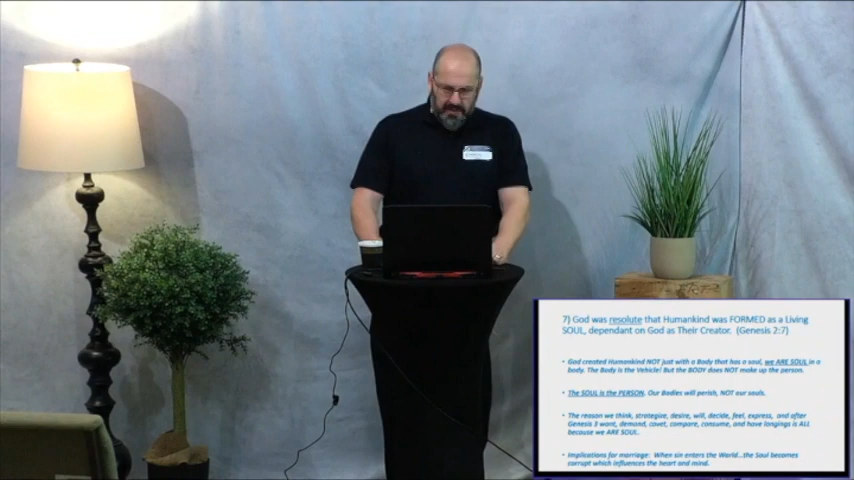 7) God was resolute that Humankind was FORMED as a Living
SOUL, dependant on God as Their Creator. (Genesis 2:7)
• God created Humankind NOT just with a Body that has a soul, we ARE SOUL in a
body. The Body is the Vehicle! But the BODY does NOT make up the person.
• The SOUL is the PERSON. Our Bodies will perish, NOT our souls.
• The reason we think, strategize, desire, will, decide, feel, express, and after
Genesis 3 want, demand, covet, compare, consume, and have longings is ALL
because we ARE SOUL.
• Implications for marriage: When sin enters the World...the Soul becomes
corrupt which influences the heart and mind.